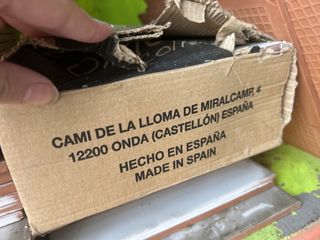 CAMI DE LA LLOMA DE MIRALCAMP, 4
12200 ONDA (CASTELLÓN) ESPAÑA
HECHO EN ESPAÑA
MADE IN SPAIN